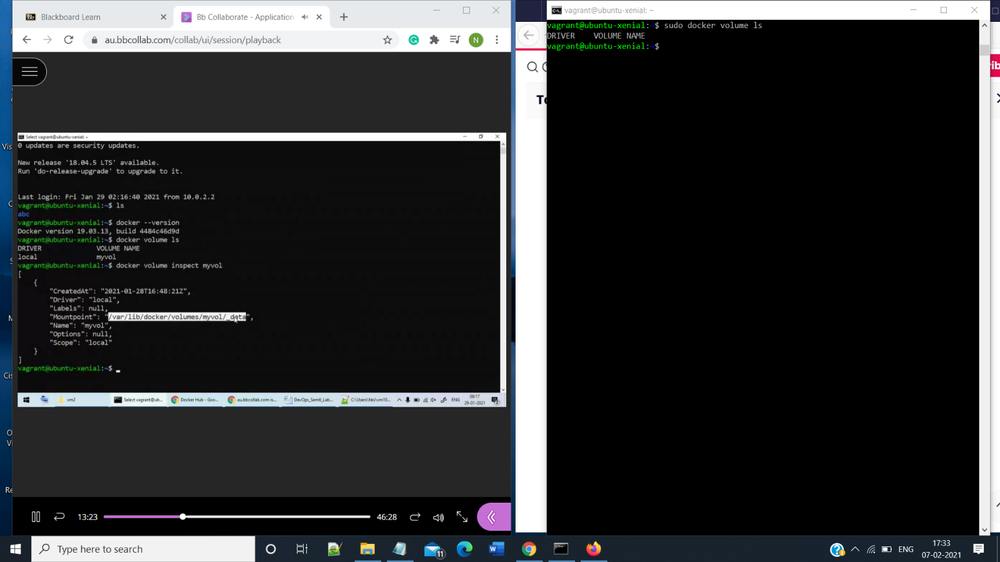 Blackboard Learn
Bb Collaborate - Application
au.bbcollab.com/collab/ui/session/playback
N
Select vagrant@ubuntu-xenial: ~
0 updates are security updates.
New release '18.04.5 LTS' available.
Run 'do-release-upgrade' to upgrade to it.
Last login: Fri Jan 29 02:16:40 2021 from 10.0.2.2
vagrant@ubuntu-xenial:~$ ls
abc
vagrant@ubuntu-xenial:~$ docker --version
Docker version 19.03.13, build 4484c46d9d
vagrant@ubuntu-xenial:~$ docker volume ls
DRIVER VOLUME NAME
local myvol
vagrant@ubuntu-xenial:~$ docker volume inspect myvol
[
{
"CreatedAt": "2021-01-28T16:48:21Z",
"Driver": "local",
"Labels": null,
"Mountpoint": "/var/lib/docker/volumes/myvol/_data",
"Name": "myvol",
"Options": null,
"Scope": "local"
}
]
vagrant@ubuntu-xenial:~$ _
vm2
Select vagrant@ub...
Docker Hub - Goo...
au.bbcollab.com is...
DevOps_Sem6_Lab...
C:\Users\hks\vm10...
ENG
09:17
29-01-2021
13:23
46:28
vagrant@ubuntu-xenial: ~
vagrant@ubuntu-xenial:~$ sudo docker volume ls
DRIVER VOLUME NAME
vagrant@ubuntu-xenial:~$
Type here to search
11
ENG
17:33
07-02-2021